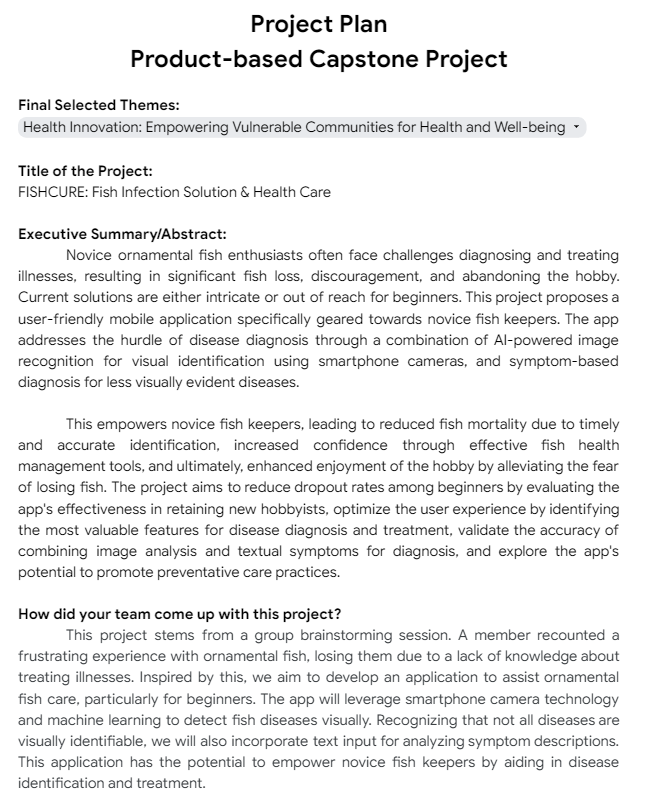 Project Plan
Product-based Capstone Project
Final Selected Themes:
Health Innovation: Empowering Vulnerable Communities for Health and Well-being
Title of the Project:
FISHCURE: Fish Infection Solution & Health Care
Executive Summary/Abstract:
Novice ornamental fish enthusiasts often face challenges diagnosing and treating
illnesses, resulting in significant fish loss, discouragement, and abandoning the hobby.
Current solutions are either intricate or out of reach for beginners. This project proposes a
user-friendly mobile application specifically geared towards novice fish keepers. The app
addresses the hurdle of disease diagnosis through a combination of AI-powered image
recognition for visual identification using smartphone cameras, and symptom-based
diagnosis for less visually evident diseases.
This empowers novice fish keepers, leading to reduced fish mortality due to timely
and accurate identification, increased confidence through effective fish health
management tools, and ultimately, enhanced enjoyment of the hobby by alleviating the fear
of losing fish. The project aims to reduce dropout rates among beginners by evaluating the
app's effectiveness in retaining new hobbyists, optimize the user experience by identifying
the most valuable features for disease diagnosis and treatment, validate the accuracy of
combining image analysis and textual symptoms for diagnosis, and explore the app's
potential to promote preventative care practices.
How did your team come up with this project?
This project stems from a group brainstorming session. A member recounted a
frustrating experience with ornamental fish, losing them due to a lack of knowledge about
treating illnesses. Inspired by this, we aim to develop an application to assist ornamental
fish care, particularly for beginners. The app will leverage smartphone camera technology
and machine learning to detect fish diseases visually. Recognizing that not all diseases are
visually identifiable, we will also incorporate text input for analyzing symptom descriptions.
This application has the potential to empower novice fish keepers by aiding in disease
identification and treatment.